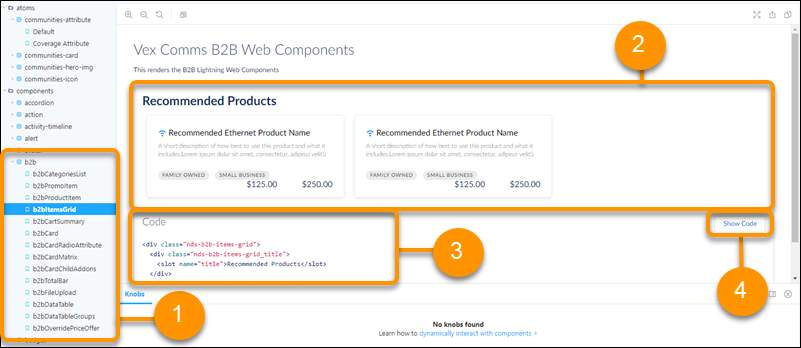 atoms
communities-attribute
Default
Coverage Attribute
communities-card
communities-hero-img
communities-icon
components
accordion
action
activity-timeline
alert
b2b
b2bCategoriesList
b2bPromoItem
b2bProductItem
b2bItemsGrid
b2bCartSummary
b2bCard
b2bCardRadioAttribute
b2bCardMatrix
b2bCardChildAddons
b2bTotalBar
b2bFileUpload
b2bDataTable
b2bDataTableGroups
b2bOverridePriceOffer
1
Vex Comms B2B Web Components
This renders the B2B Lightning Web Components
2
Recommended Products
Recommended Ethernet Product Name
A short description of how best to use this product and what it
includes.Lorem ipsum dolor sit amet, consectetur, adipisci velit)
FAMILY OWNED SMALL BUSINESS
$125.00 $250.00
Recommended Ethernet Product Name
A short description of how best to use this product and what it
includes.Lorem ipsum dolor sit amet, consectetur, adipisci velit)
FAMILY OWNED SMALL BUSINESS
$125.00 $250.00
Code
Show Code
<div class="nds-b2b-items-grid">
<div class="nds-b2b-items-grid_title">
<slot name="title">Recommended Products</slot>
</div>
3
4
Knobs
No knobs found
Learn how to dynamically interact with components